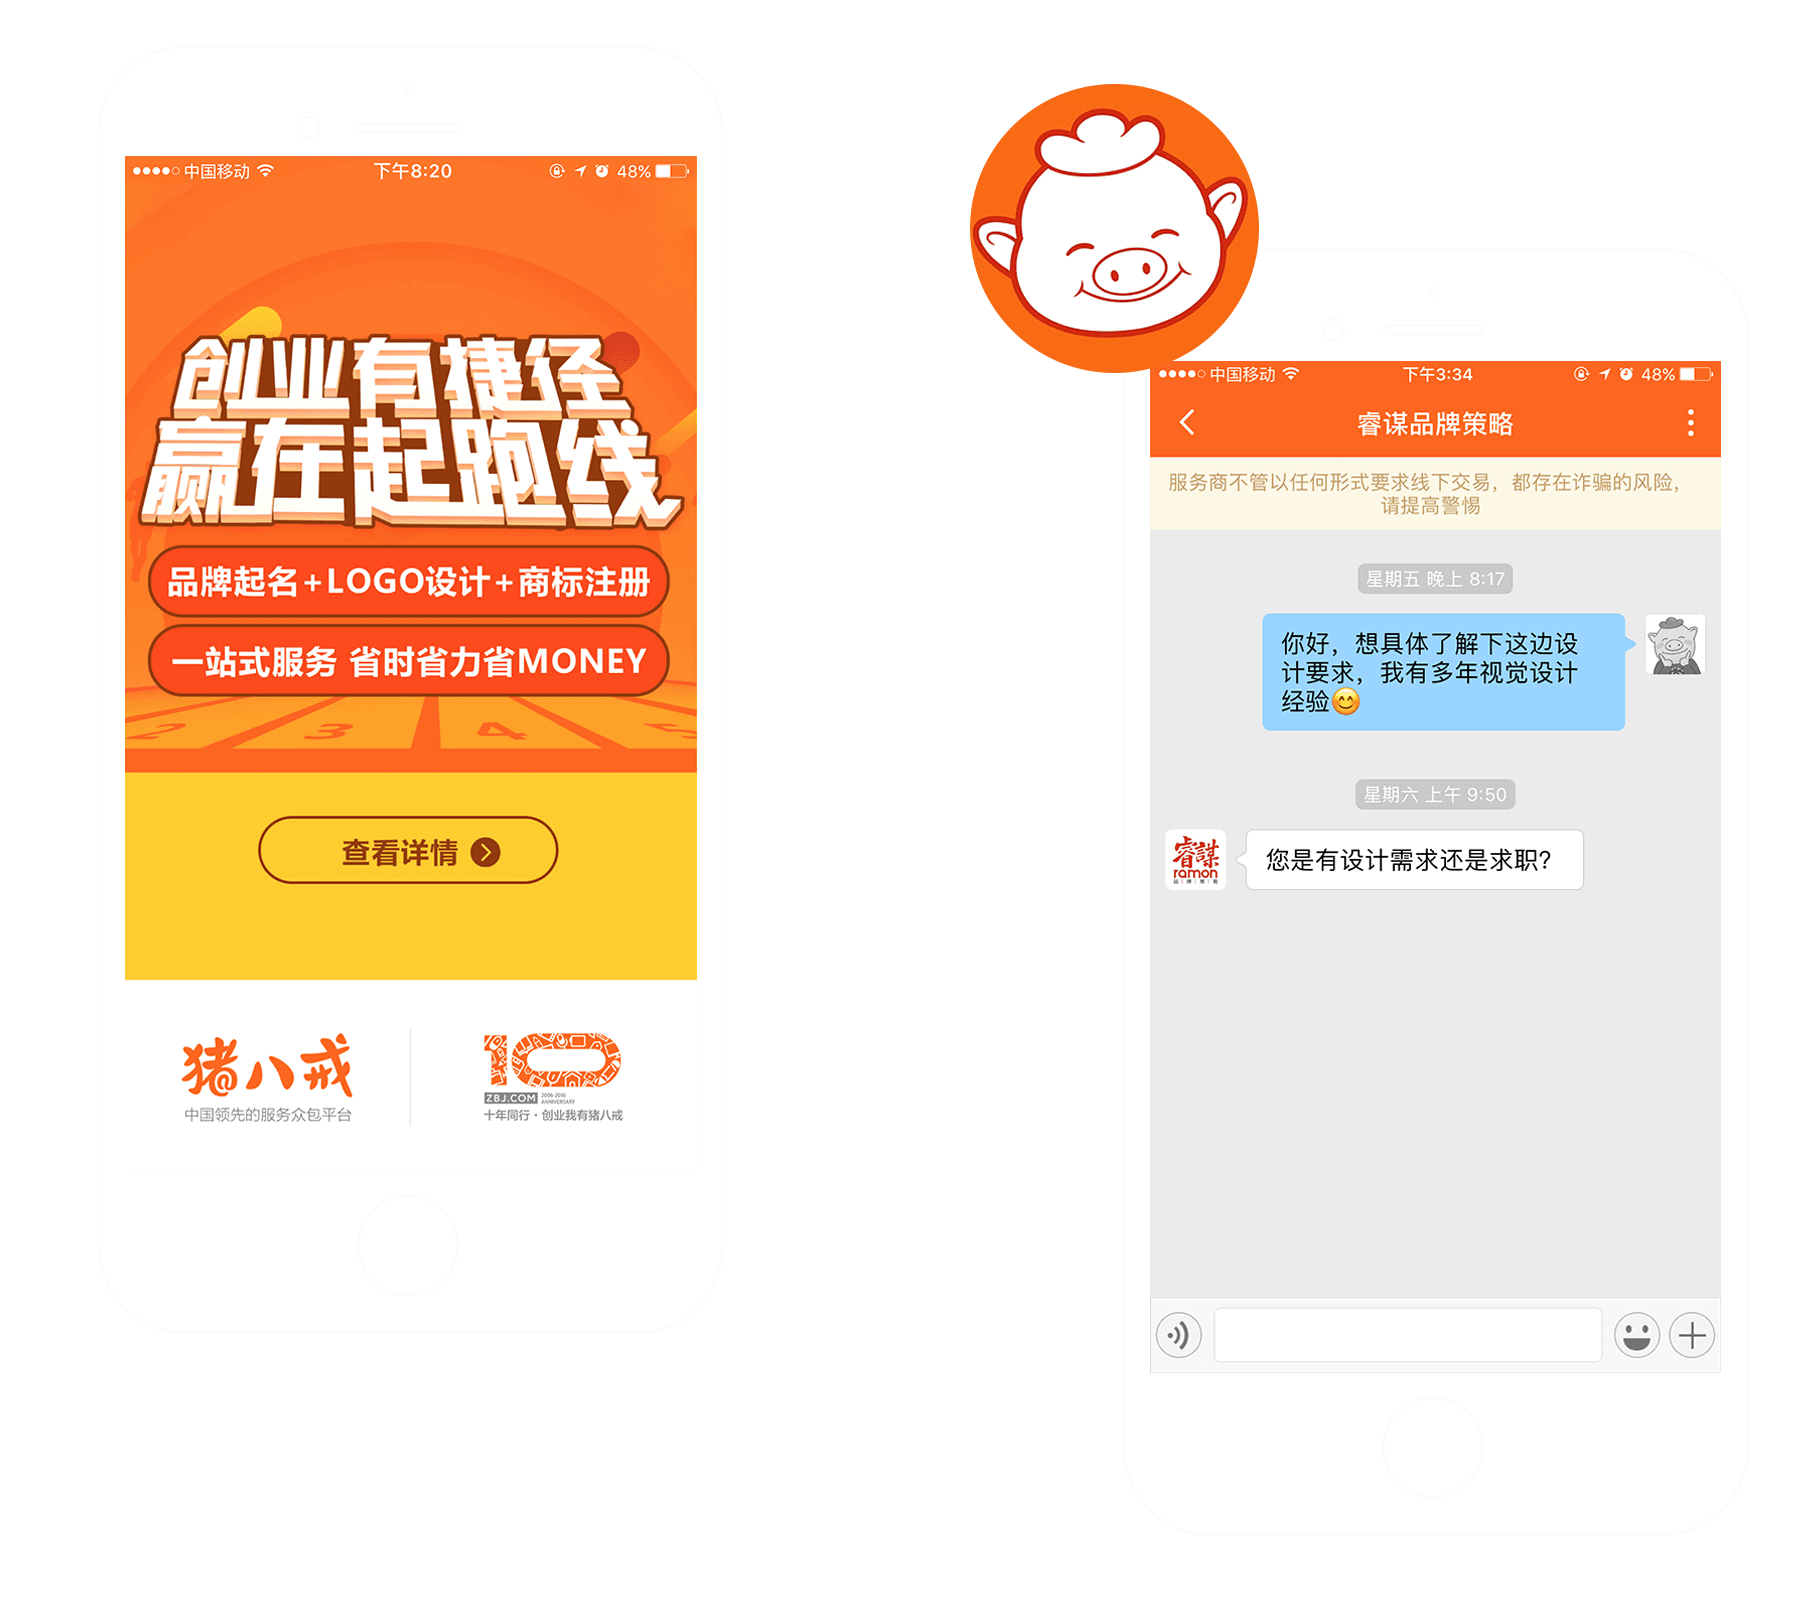 中国移动 下午8:20 48%
创业有捷径
赢在起跑线
品牌起名+LOGO设计+商标注册
一站式服务 省时省力省MONEY
2 3 4 5
查看详情
猪八戒
中国领先的服务众包平台
10
ZBJ.COM 2006-2016 ANNIVERSARY
十年同行·创业我有猪八戒
中国移动 下午3:34 48%
睿谋品牌策略
服务商不管以任何形式要求线下交易，都存在诈骗的风险，
请提高警惕
星期五 晚上 8:17
你好，想具体了解下这边设
计要求，我有多年视觉设计
经验😊
星期六 上午 9:50
睿謀
ramon
品牌策略
您是有设计需求还是求职?